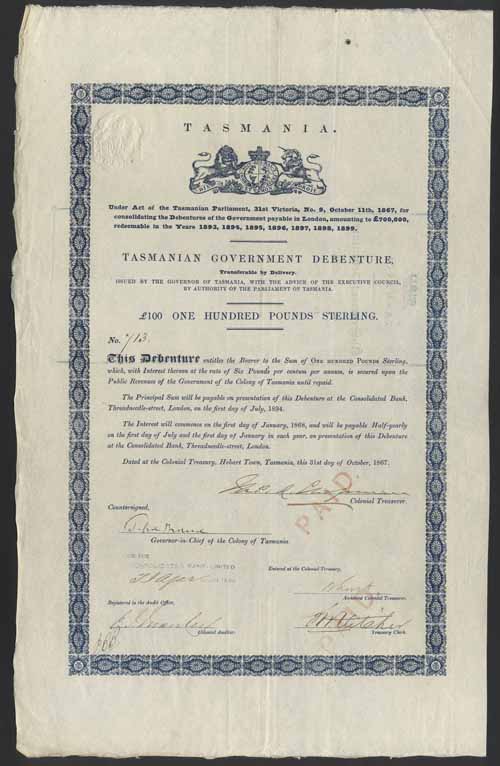 TASMANIA.
Under Act of the Tasmanian Parliament, 31st Victoria, No. 9, October 11th, 1867, for
consolidating the Debentures of the Government payable in London, amounting to £700,000,
redeemable in the Years 1893, 1894, 1895, 1896, 1897, 1898, 1899.
TASMANIAN GOVERNMENT DEBENTURE,
Transferable by Delivery.
ISSUED BY THE GOVERNOR OF TASMANIA, WITH THE ADVICE OF THE EXECUTIVE COUNCIL,
BY AUTHORITY OF THE PARLIAMENT OF TASMANIA.
£100 ONE HUNDRED POUNDS STERLING.
No. 713.
This Debenture entitles the Bearer to the Sum of ONE HUNDRED POUNDS Sterling,
which, with Interest thereon at the rate of Six Pounds per centum per annum, is secured upon the
Public Revenues of the Government of the Colony of Tasmania until repaid.
The Principal Sum will be payable on presentation of this Debenture at the Consolidated Bank,
Threadneedle-street, London, on the first day of July, 1894.
The Interest will commence on the first day of January, 1868, and will be payable Half-yearly
on the first day of July and the first day of January in each year, on presentation of this Debenture
at the Consolidated Bank, Threadneedle-street, London.
Dated at the Colonial Treasury, Hobart Town, Tasmania, this 31st day of October, 1867.
Colonial Treasurer.
PAID.
Countersigned,
Governor-in-Chief of the Colony of Tasmania.
FOR THE
CONSOLIDATED BANK LIMITED
Entered at the Colonial Treasury,
Assistant Colonial Treasurer.
Registered in the Audit Office,
Colonial Auditor.
Treasury Clerk.
PAID